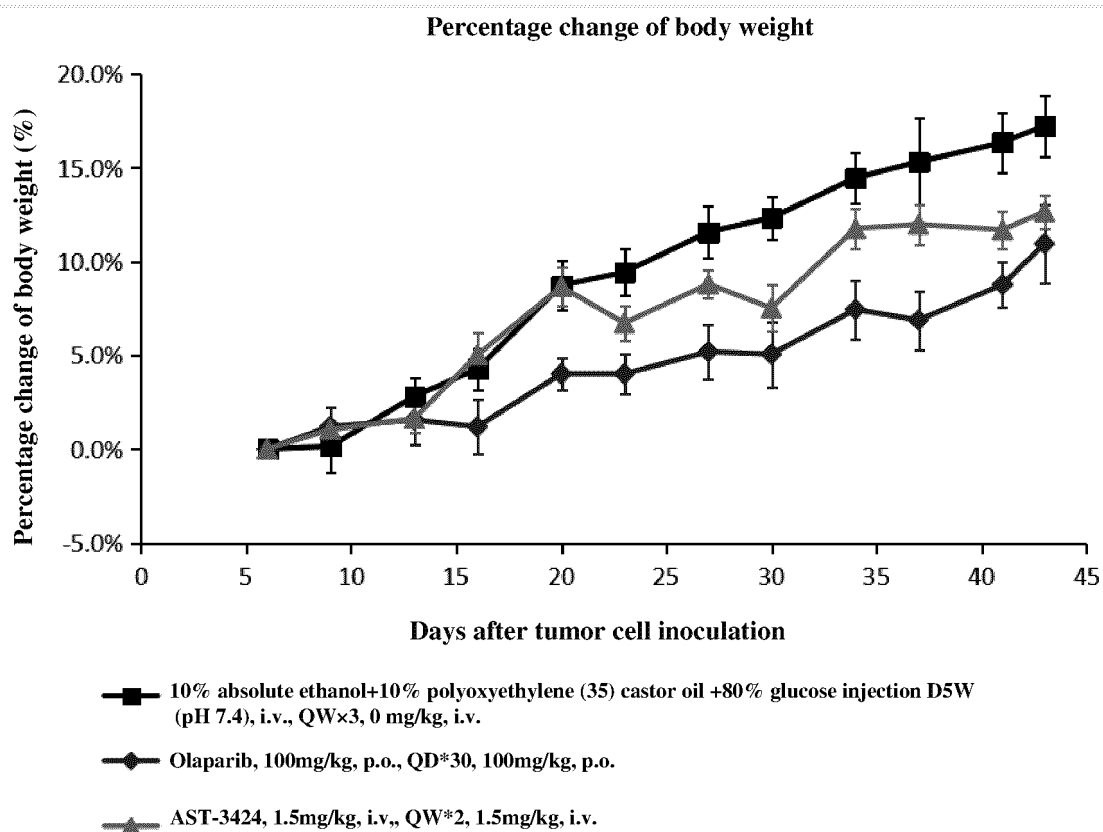 Percentage change of body weight
Percentage change of body weight (%)
20.0%
15.0%
10.0%
5.0%
0.0%
-5.0%
0 5 10 15 20 25 30 35 40 45
Days after tumor cell inoculation
10% absolute ethanol+10% polyoxyethylene (35) castor oil +80% glucose injection D5W
(pH 7.4), i.v., QW×3, 0 mg/kg, i.v.
Olaparib, 100mg/kg, p.o., QD*30, 100mg/kg, p.o.
AST-3424, 1.5mg/kg, i.v,, QW*2, 1.5mg/kg, i.v.